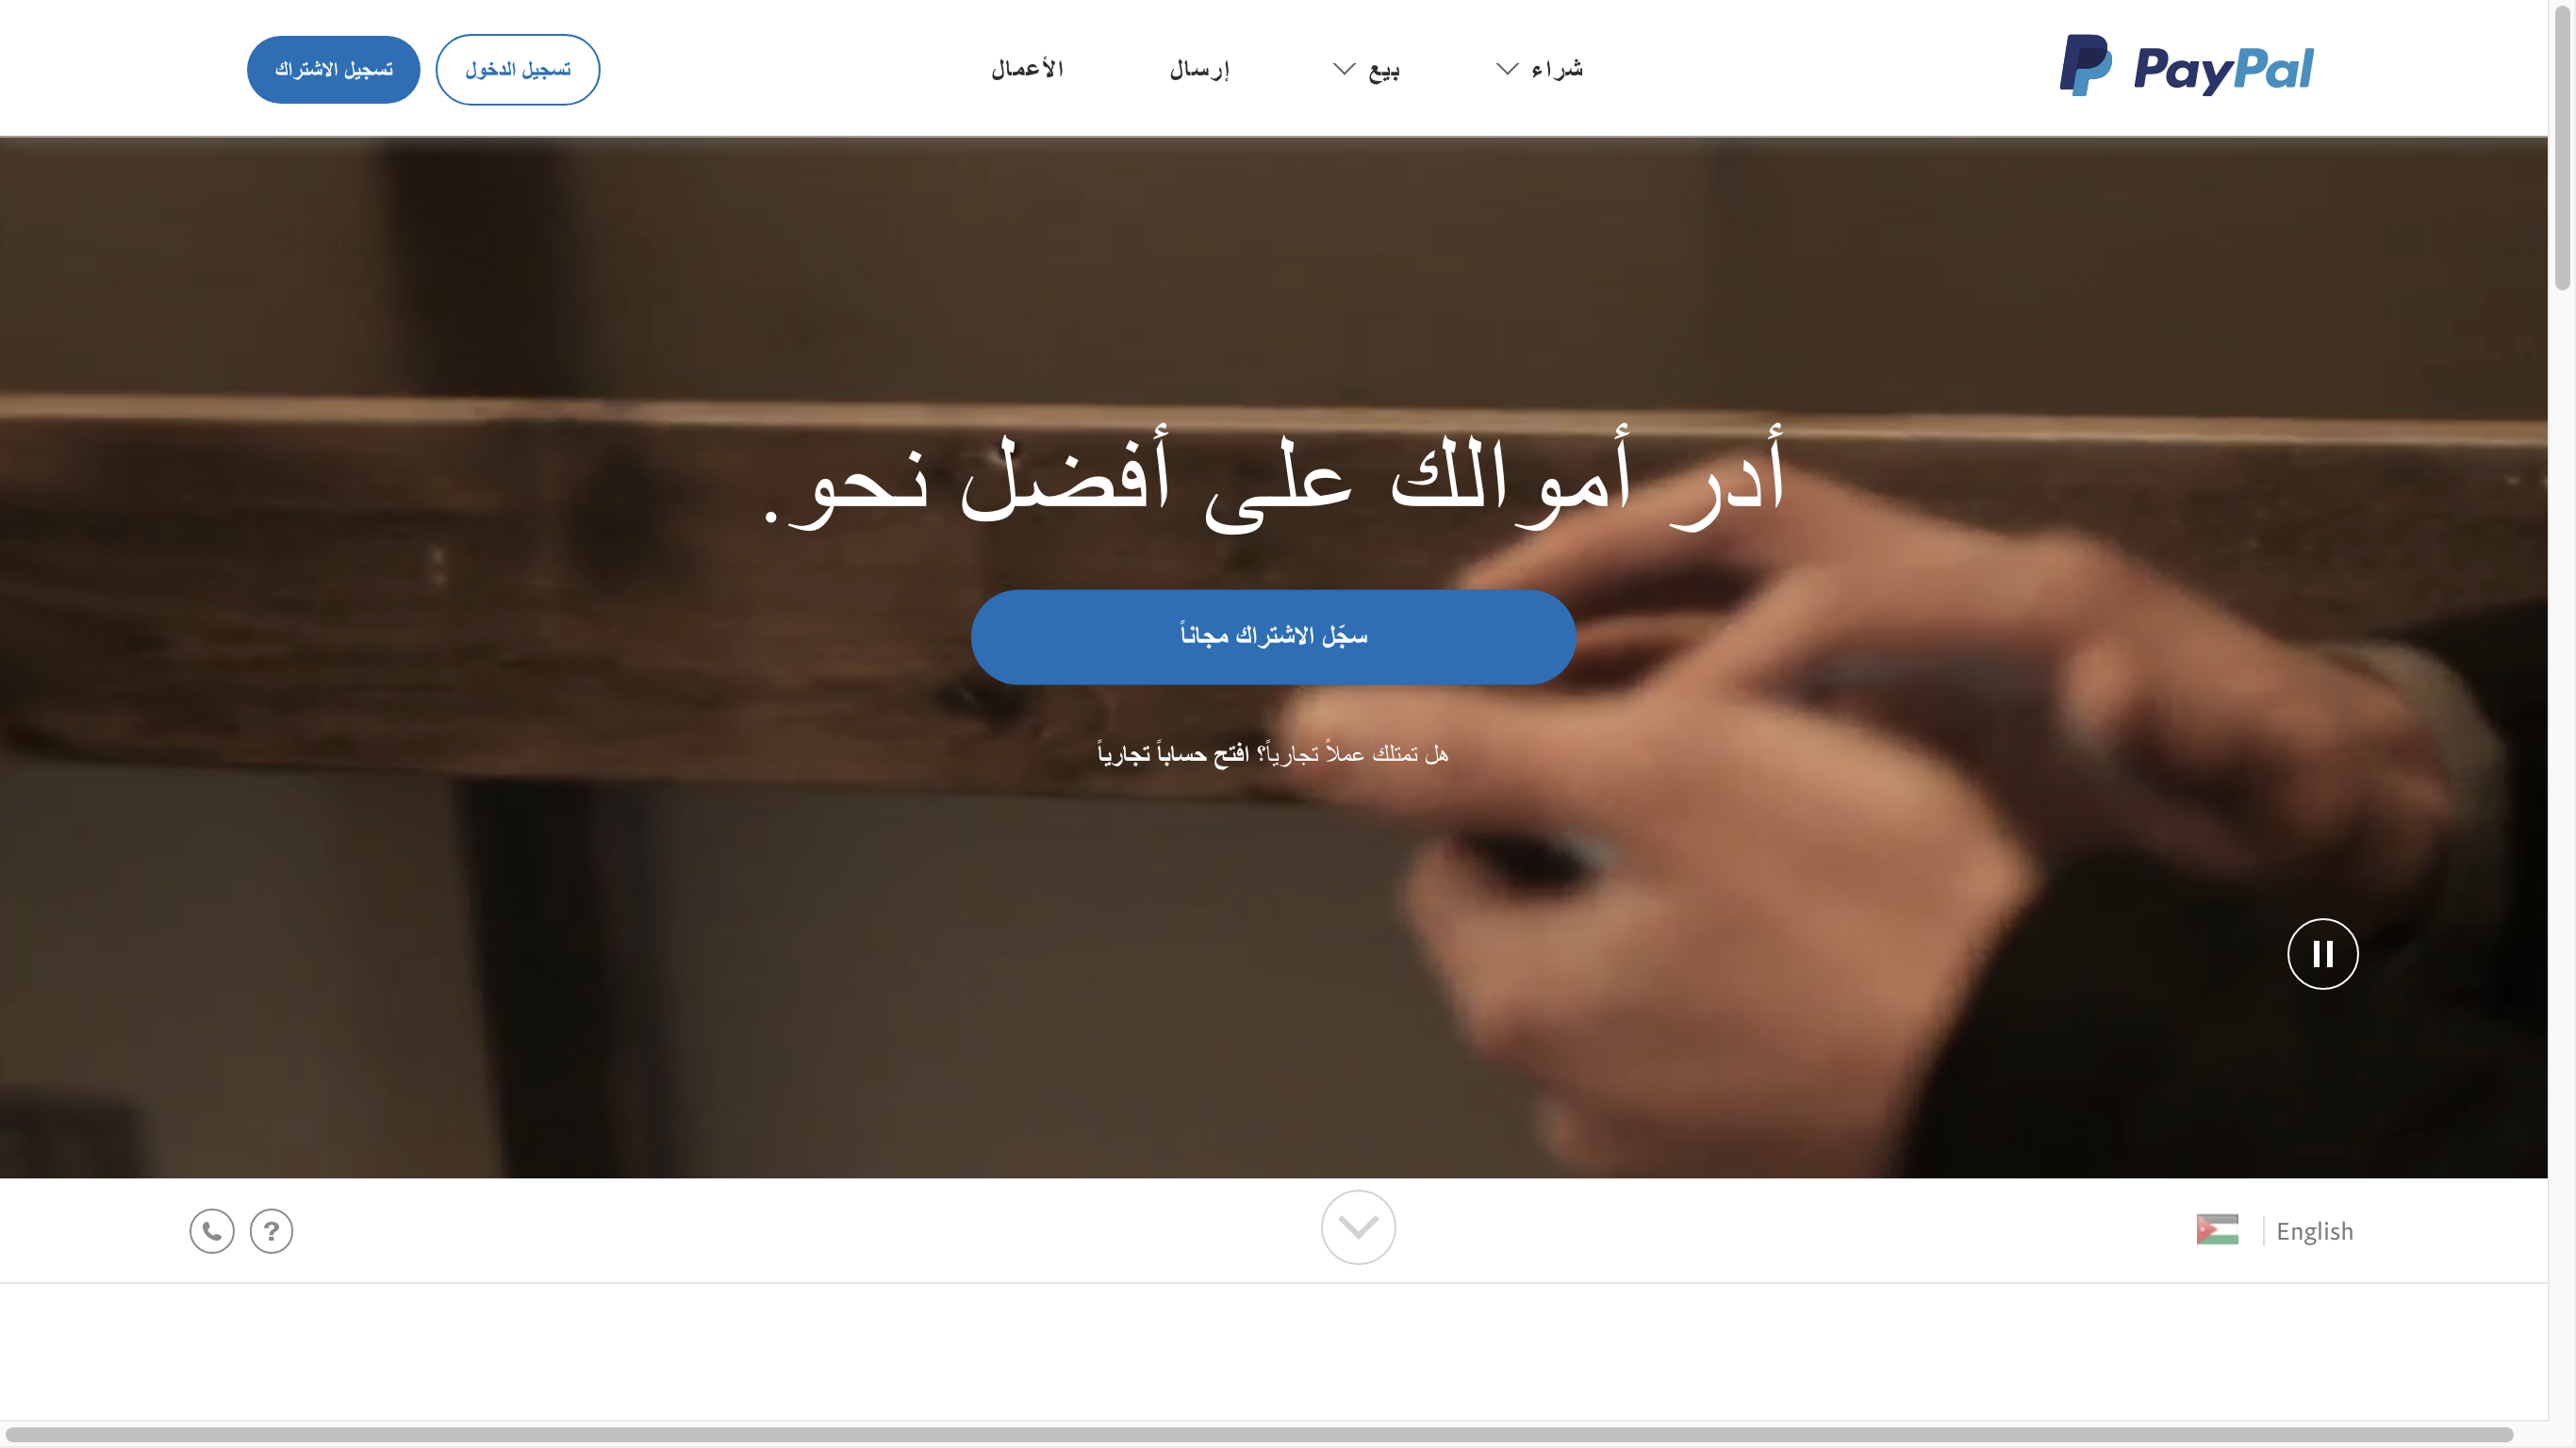 PayPal
شراء
بيع
إرسال
الأعمال
تسجيل الدخول
تسجيل الاشتراك
أدر أموالك على أفضل نحو.
سجّل الاشتراك مجاناً
هل تمتلك عملاً تجارياً؟ افتح حساباً تجارياً
English
?